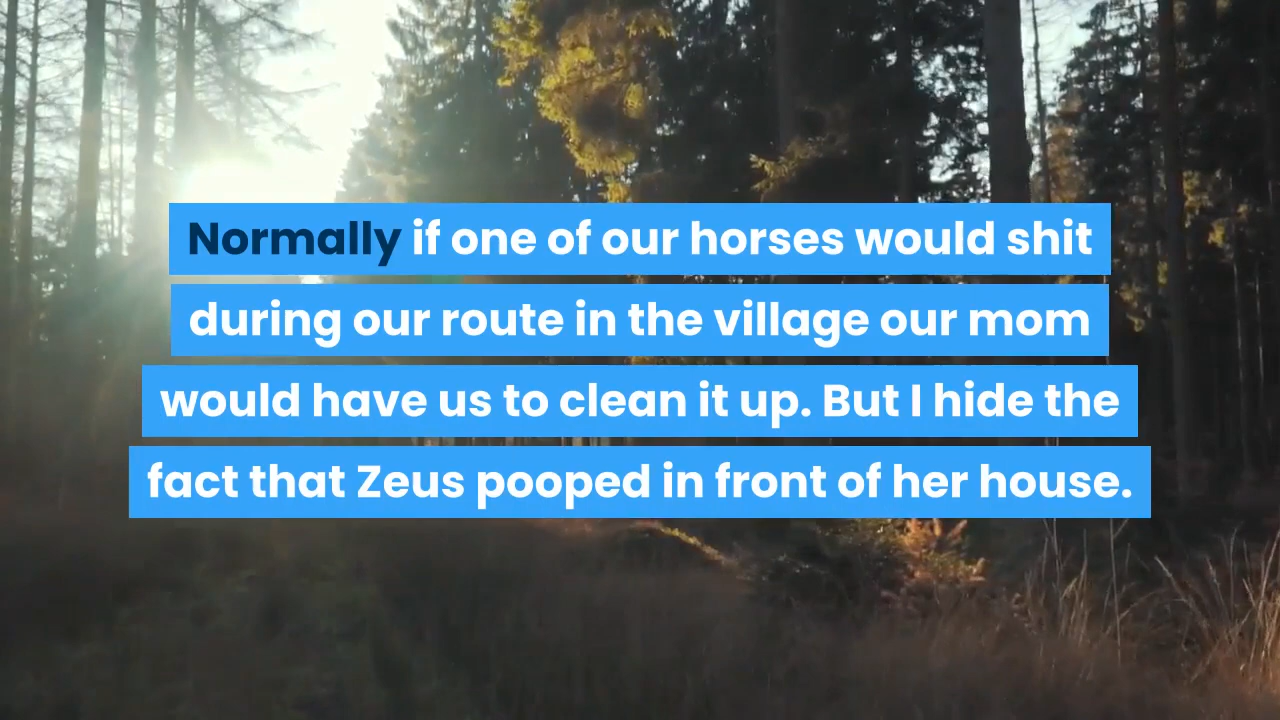 Normally if one of our horses would shit
during our route in the village our mom
would have us to clean it up. But I hide the
fact that Zeus pooped in front of her house.